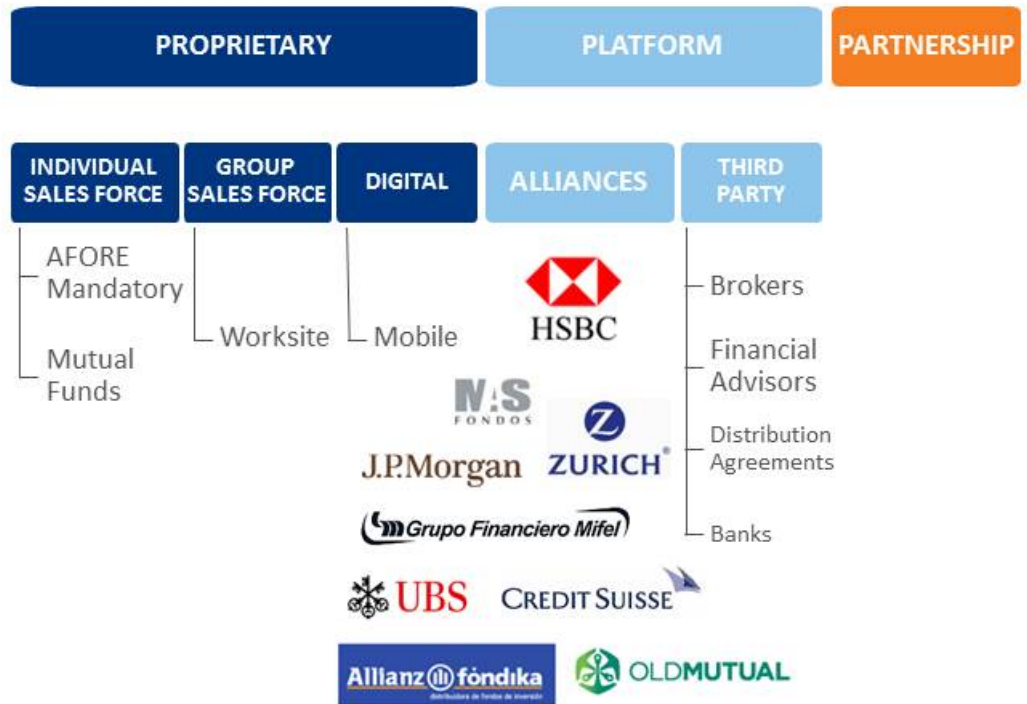 PROPRIETARY
PLATFORM
PARTNERSHIP
INDIVIDUAL
SALES FORCE
GROUP
SALES FORCE
DIGITAL
ALLIANCES
THIRD
PARTY
AFORE
Mandatory
Mutual
Funds
Worksite
Mobile
HSBC
MAS
FONDOS
J.P.Morgan
ZURICH®
Grupo Financiero Mifel
UBS
CREDIT SUISSE
Allianz fóndika
distribuidora de fondos de inversión
OLDMUTUAL
Brokers
Financial
Advisors
Distribution
Agreements
Banks